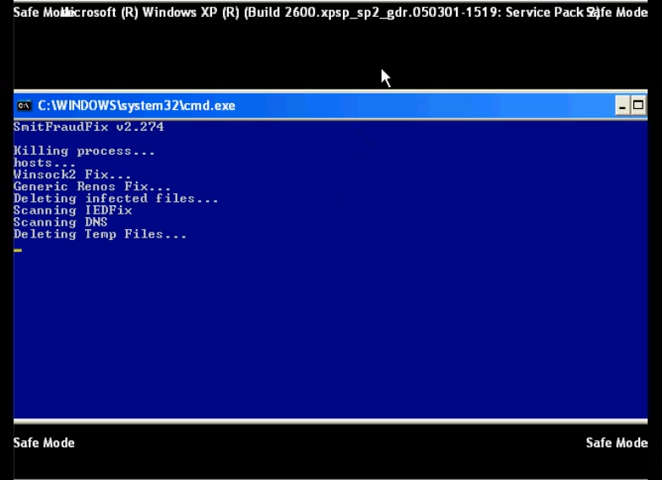 Safe Mode Microsoft (R) Windows XP (R) (Build 2600.xpsp_sp2_gdr.050301-1519: Service Pack 2) Safe Mode
C:\WINDOWS\system32\cmd.exe
SmitFraudFix v2.274
Killing process...
hosts...
Winsock2 Fix...
Generic Renos Fix...
Deleting infected files...
Scanning IEDFix
Scanning DNS
Deleting Temp Files...
Safe Mode Safe Mode